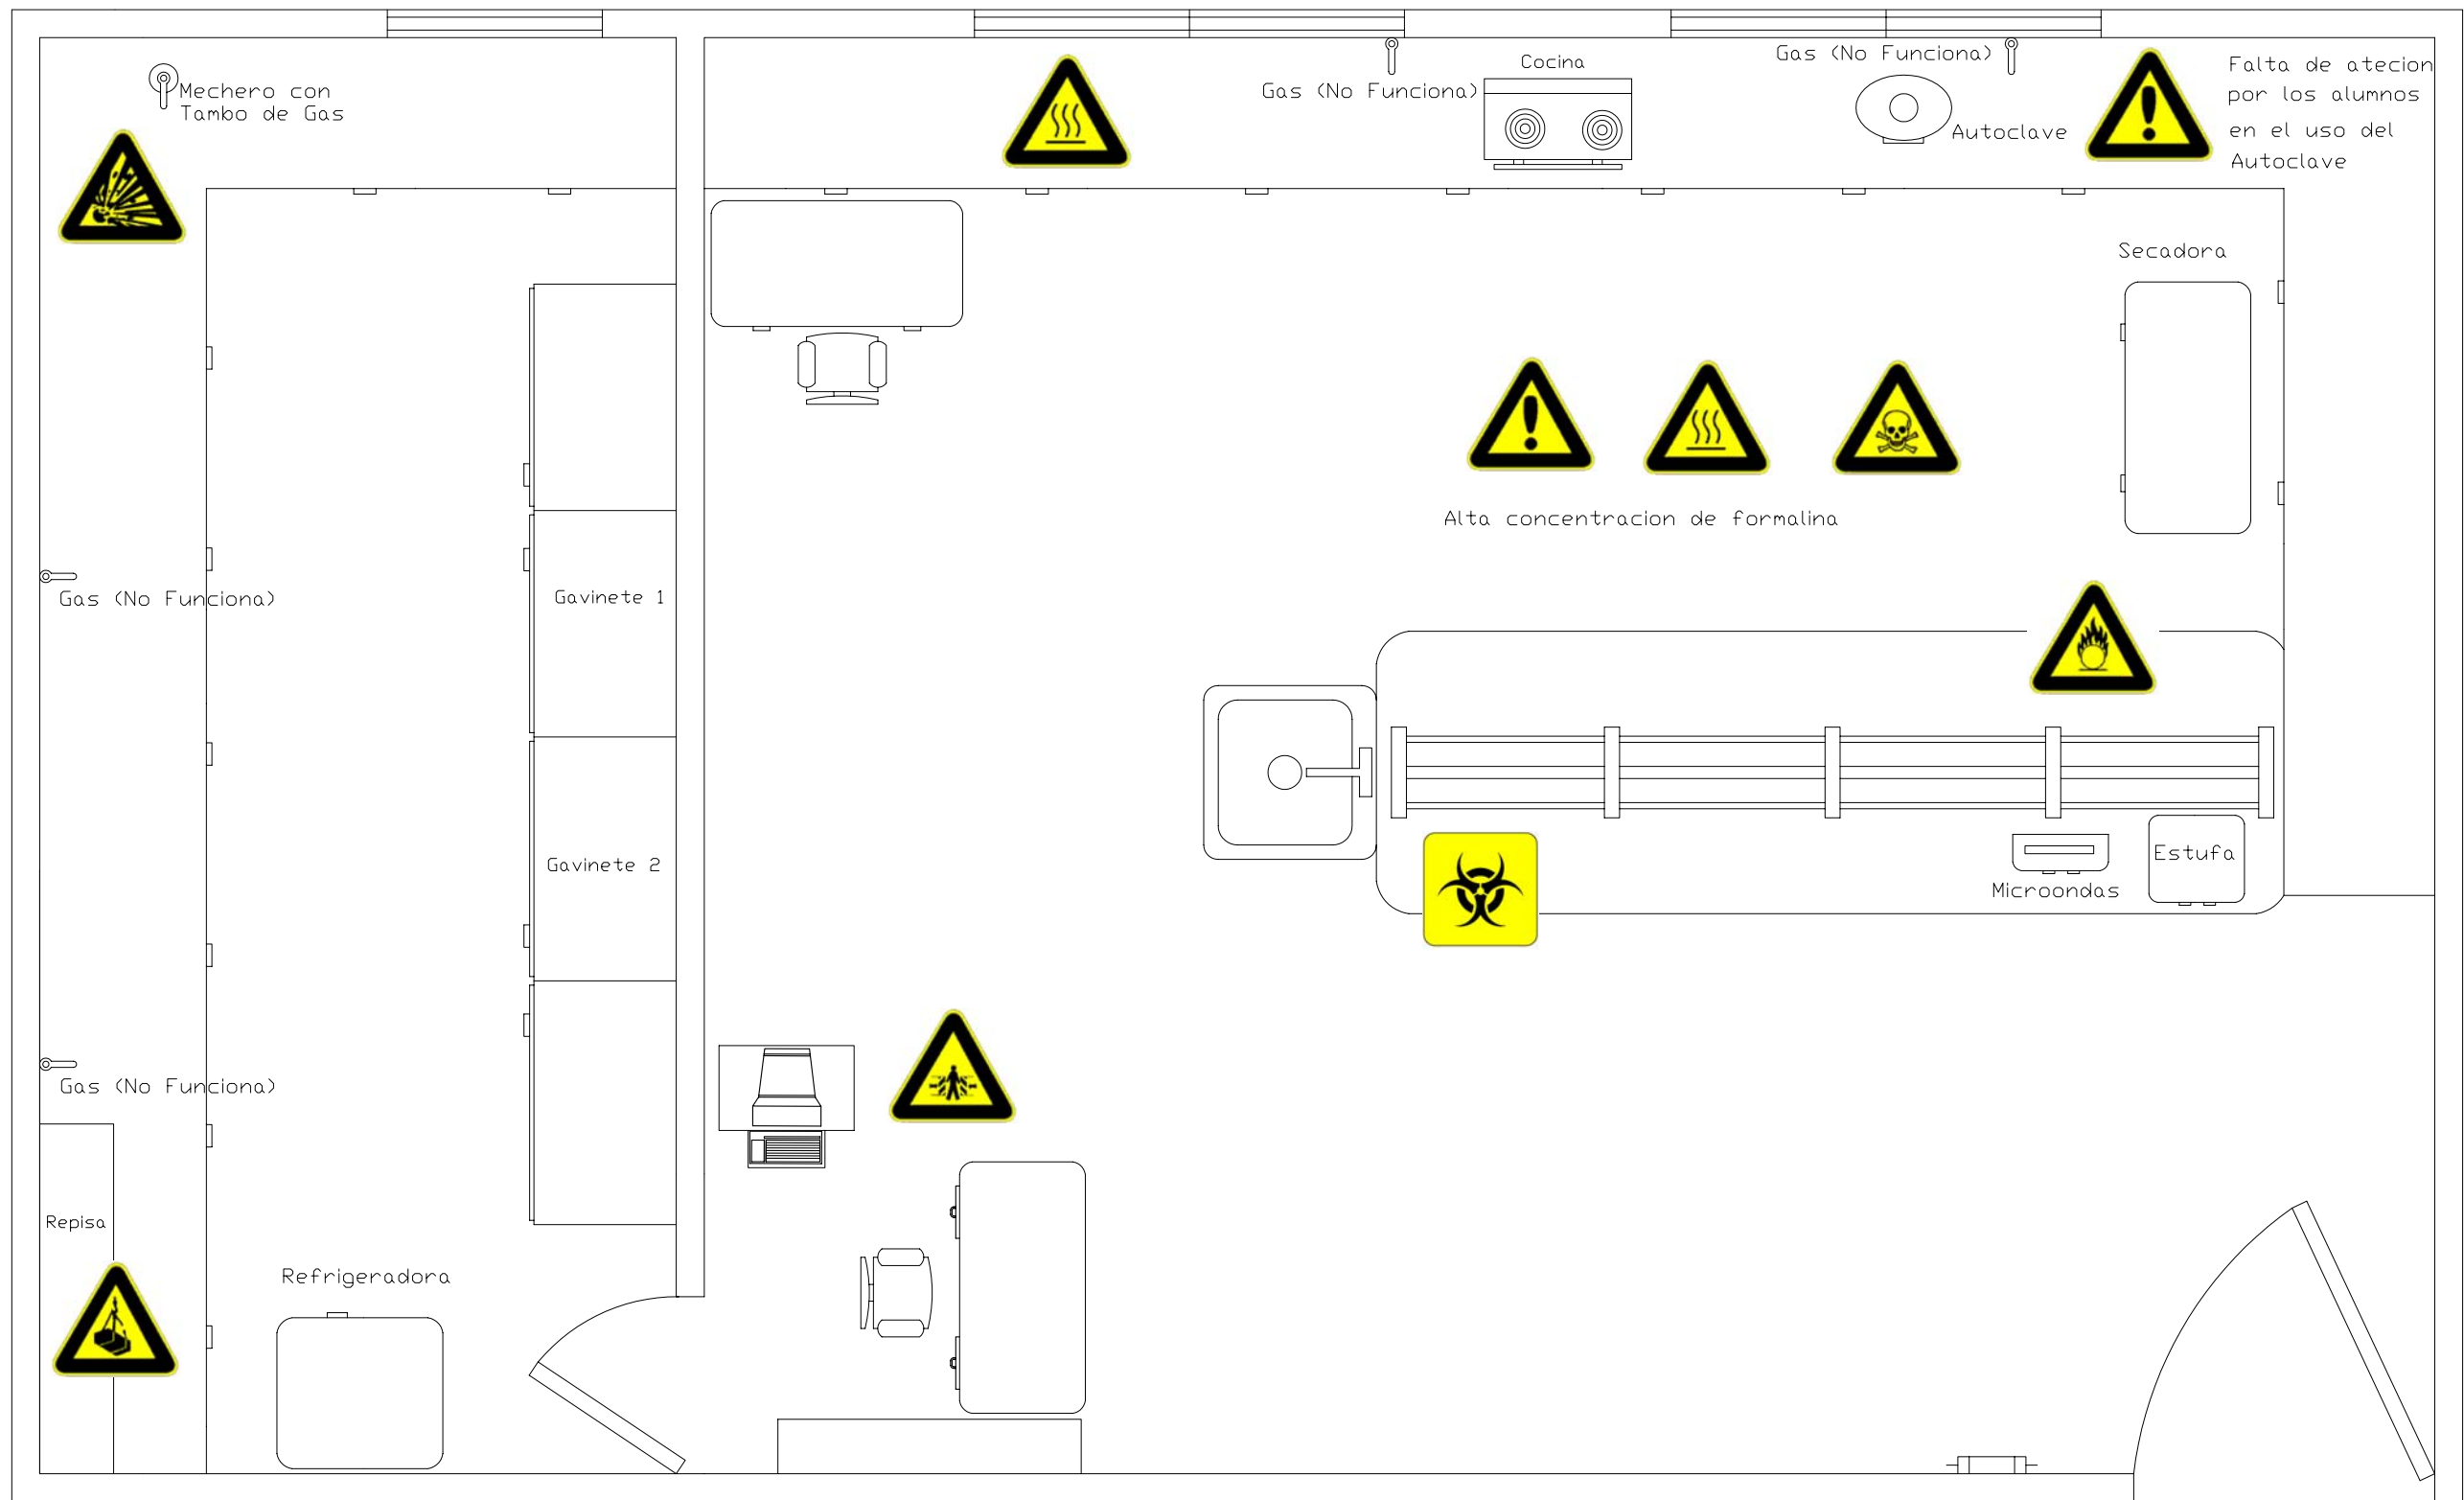 Mechero con
Tambo de Gas
Gas (No Funciona)
Cocina
Gas (No Funciona)
Autoclave
Falta de atecion
por los alumnos
en el uso del
Autoclave
Secadora
Alta concentracion de formalina
Gas (No Funciona)
Gavinete 1
Gavinete 2
Microondas
Estufa
Gas (No Funciona)
Repisa
Refrigeradora